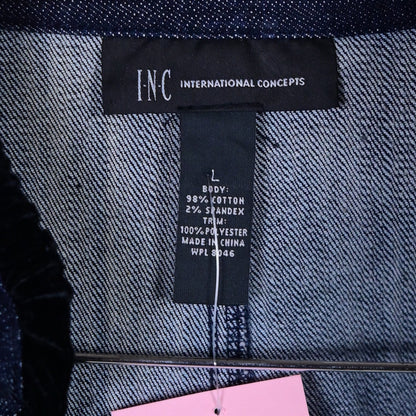 I·N·C INTERNATIONAL CONCEPTS
L
BODY:
98% COTTON
2% SPANDEX
TRIM:
100% POLYESTER
MADE IN CHINA
WPL 8046